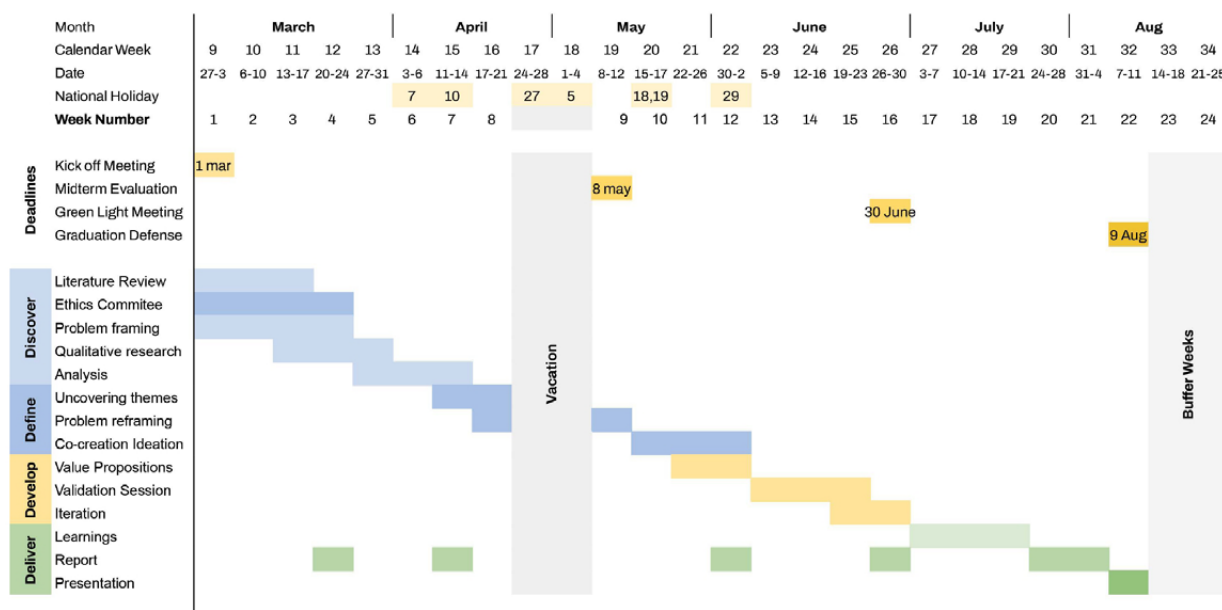 Month March April May June July Aug
Calendar Week 9 10 11 12 13 14 15 16 17 18 19 20 21 22 23 24 25 26 27 28 29 30 31 32 33 34
Date 27-3 6-10 13-17 20-24 27-31 3-6 11-14 17-21 24-28 1-4 8-12 15-17 22-26 30-2 5-9 12-16 19-23 26-30 3-7 10-14 17-21 24-28 31-4 7-11 14-18 21-25
National Holiday 7 10 27 5 18,19 29
Week Number 1 2 3 4 5 6 7 8 9 10 11 12 13 14 15 16 17 18 19 20 21 22 23 24
Deadlines
Kick off Meeting 1 mar
Midterm Evaluation 8 may
Green Light Meeting 30 June
Graduation Defense 9 Aug
Discover
Literature Review
Ethics Commitee
Problem framing
Qualitative research
Analysis
Define
Uncovering themes
Problem reframing
Co-creation Ideation
Develop
Value Propositions
Validation Session
Iteration
Deliver
Learnings
Report
Presentation
Vacation
Buffer Weeks